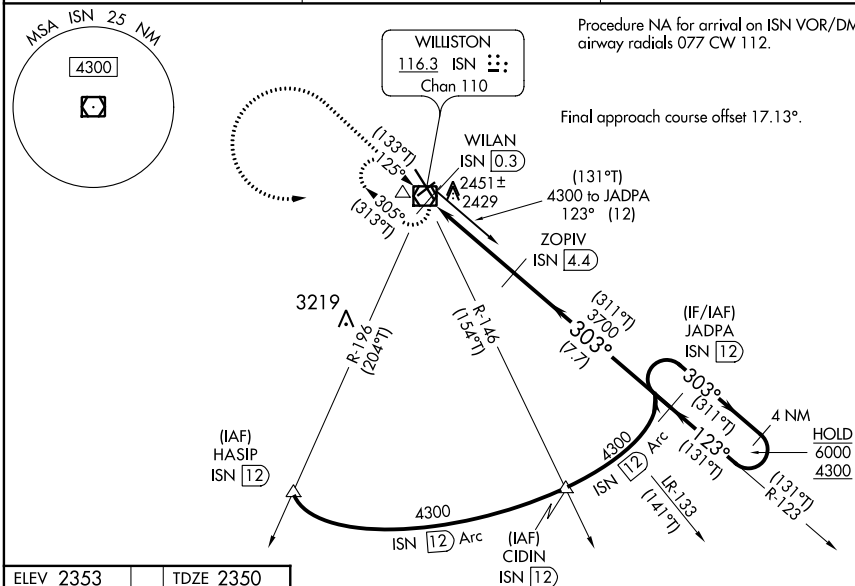 MSA ISN 25 NM
4300
Procedure NA for arrival on ISN VOR/DM
airway radials 077 CW 112.
WILLISTON
116.3 ISN
Chan 110
Final approach course offset 17.13°.
(133°T)
125°
WILAN
ISN 0.3
2451 ±
2429
(131°T)
4300 to JADPA
123° (12)
305°
(313°T)
ZOPIV
ISN 4.4
3219
R-196
(204°T)
R-146
(154°T)
(311°T)
3700
303°
(7.7)
(IF/IAF)
JADPA
ISN 12
303°
(311°T)
4 NM
HOLD
6000
4300
123°
(131°T)
(131°T)
R-123
(IAF)
HASIP
ISN 12
4300
ISN 12 Arc
LR-133
(141°T)
4300
ISN 12 Arc
(IAF)
CIDIN
ISN 12
ELEV 2353 TDZE 2350